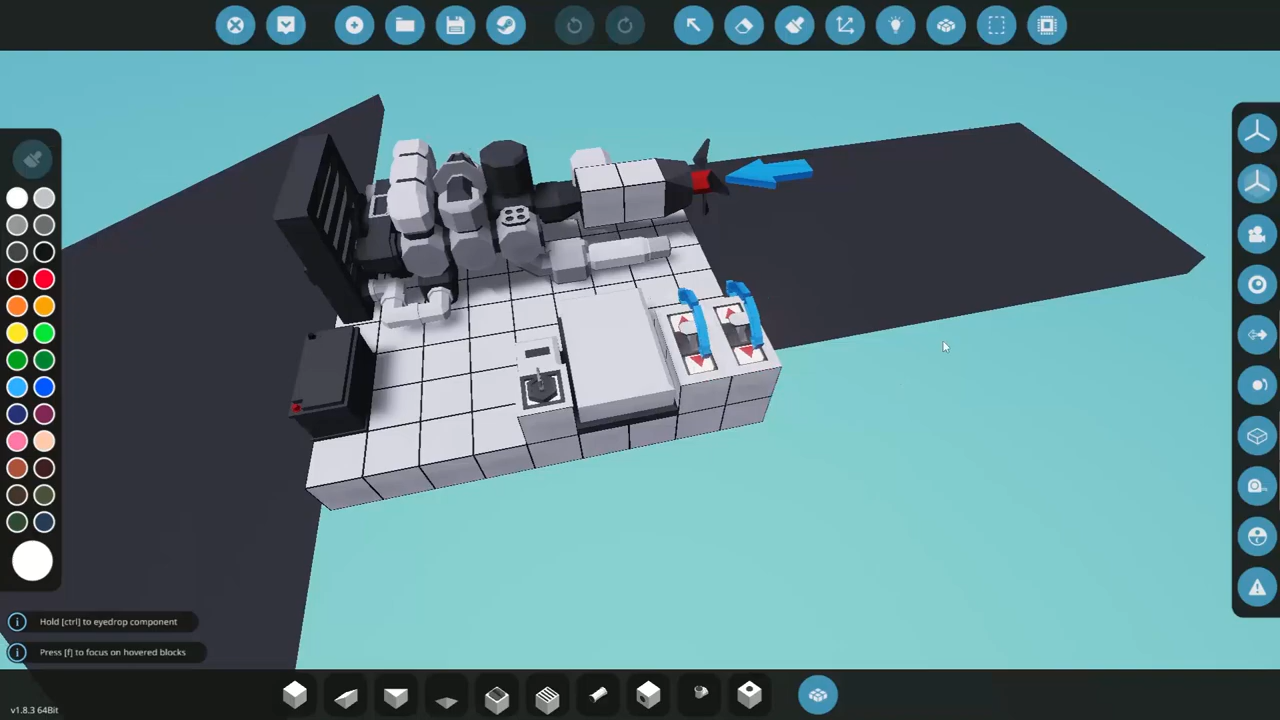 Hold [ctrl] to eyedrop component
Press [f] to focus on hovered blocks
v1.8.3 64Bit